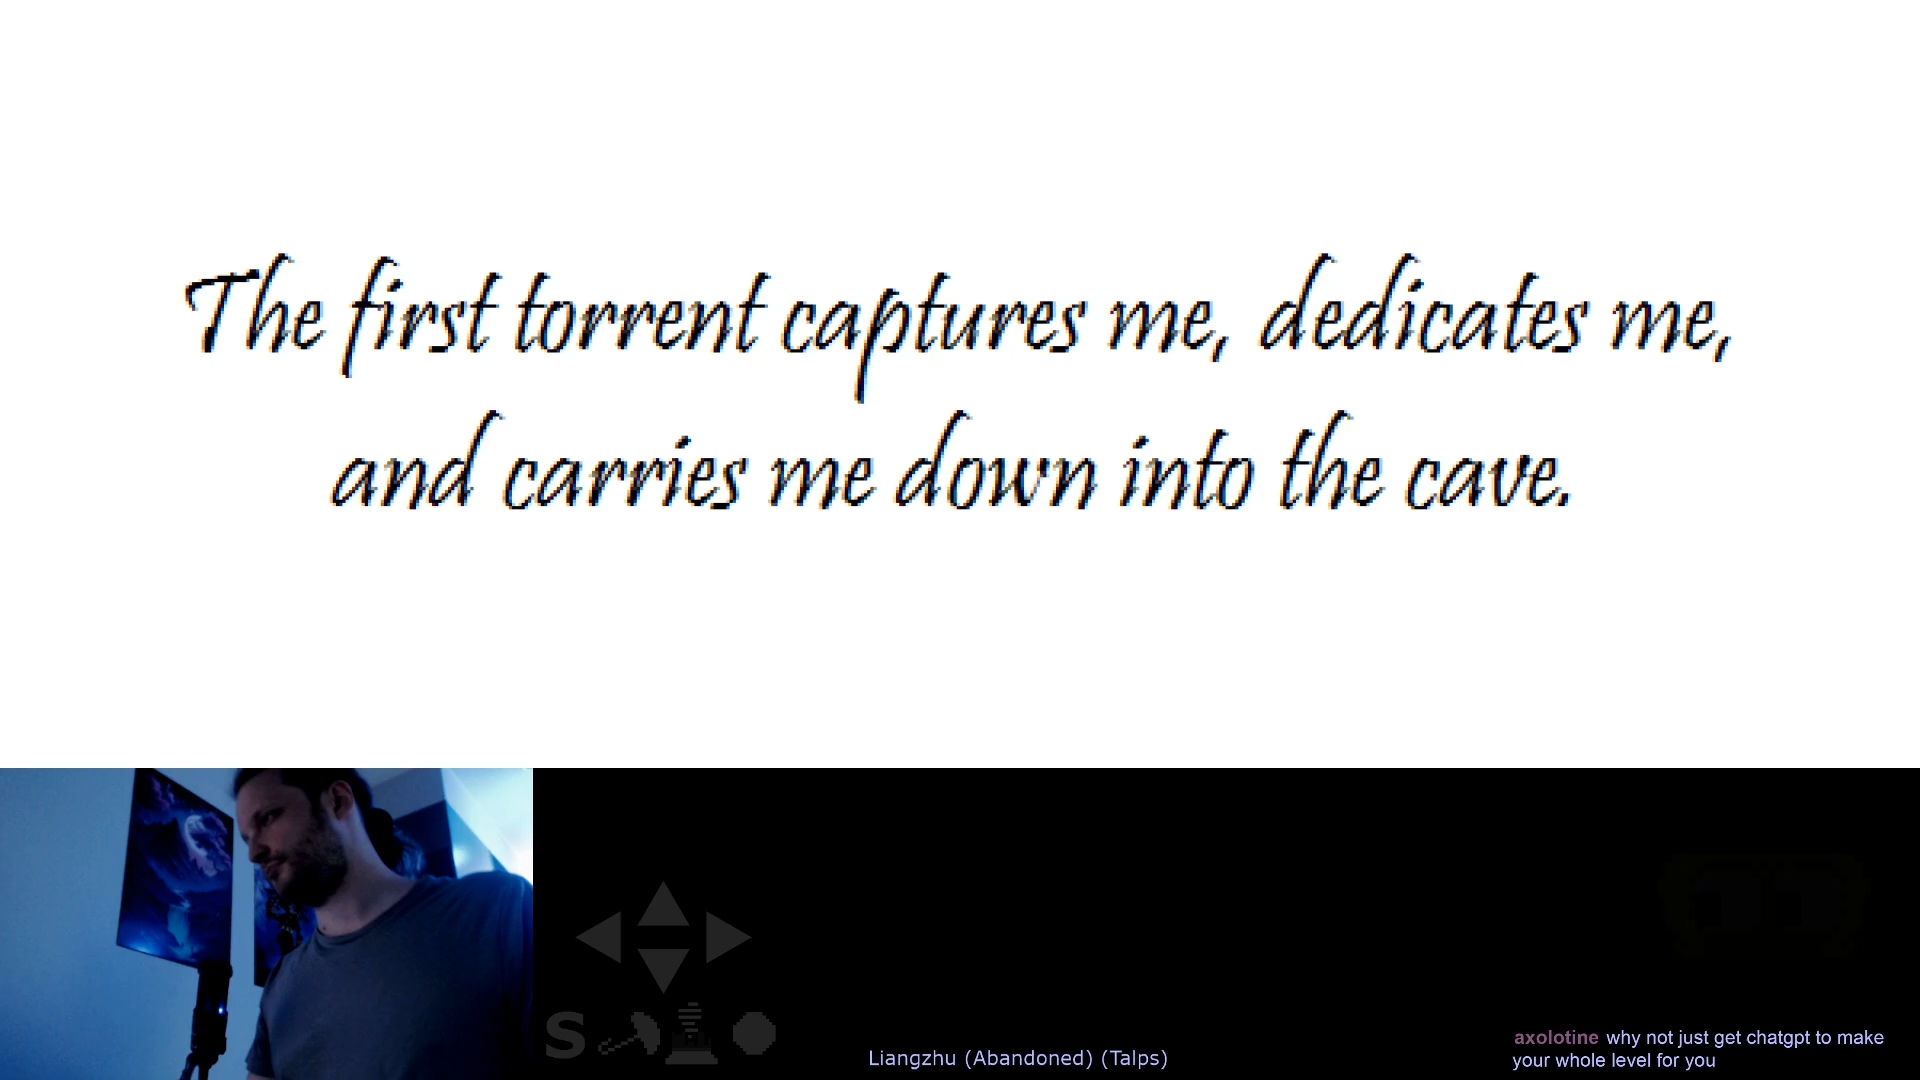 The first torrent captures me, dedicates me,
and carries me down into the cave.
S
Liangzhu (Abandoned) (Talps)
axolotine why not just get chatgpt to make
your whole level for you